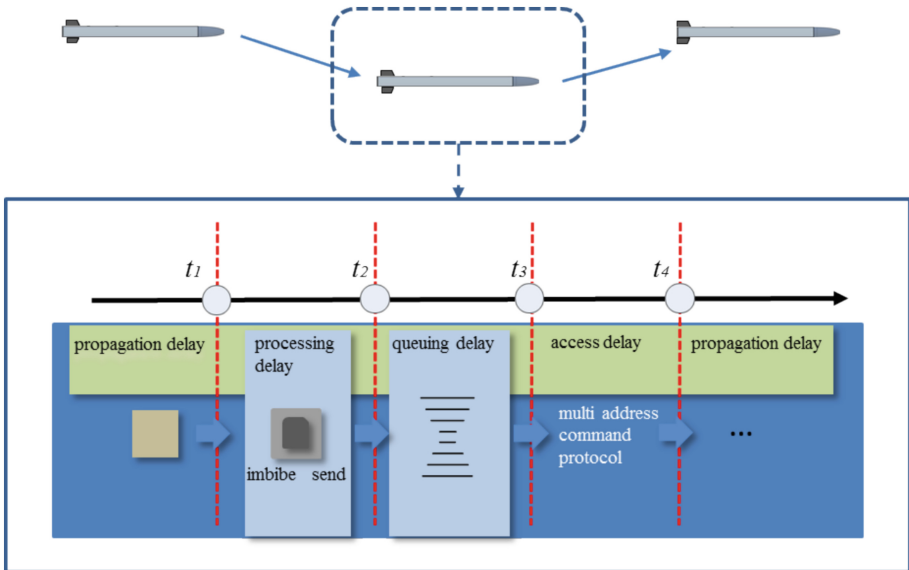 t1 t2 t3 t4
propagation delay processing queuing delay access delay propagation delay
delay
multi address
command
protocol
...
imbibe send